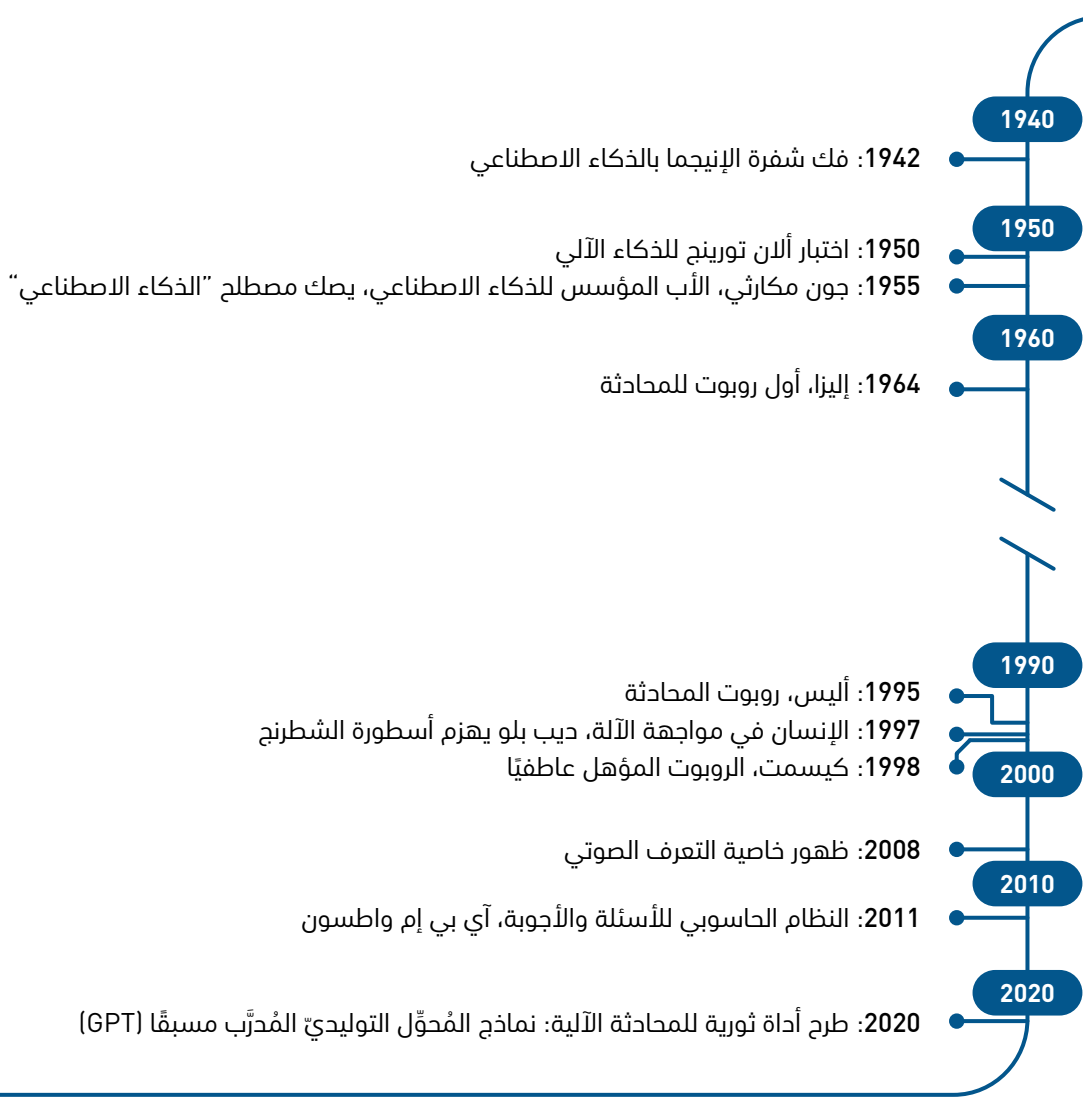 1940
1942: فك شفرة الإنيجما بالذكاء الاصطناعي
1950
1950: اختبار ألان تورينج للذكاء الآلي
1955: جون مكارثي، الأب المؤسس للذكاء الاصطناعي، يصك مصطلح "الذكاء الاصطناعي"
1960
1964: إليزا، أول روبوت للمحادثة
1990
1995: أليس، روبوت المحادثة
1997: الإنسان في مواجهة الآلة، ديب بلو يهزم أسطورة الشطرنج
1998: كيسمت، الروبوت المؤهل عاطفيًا
2000
2008: ظهور خاصية التعرف الصوتي
2010
2011: النظام الحاسوبي للأسئلة والأجوبة، آي بي إم واطسون
2020
2020: طرح أداة ثورية للمحادثة الآلية: نماذج المُحوِّل التوليديّ المُدرَّب مسبقًا (GPT)